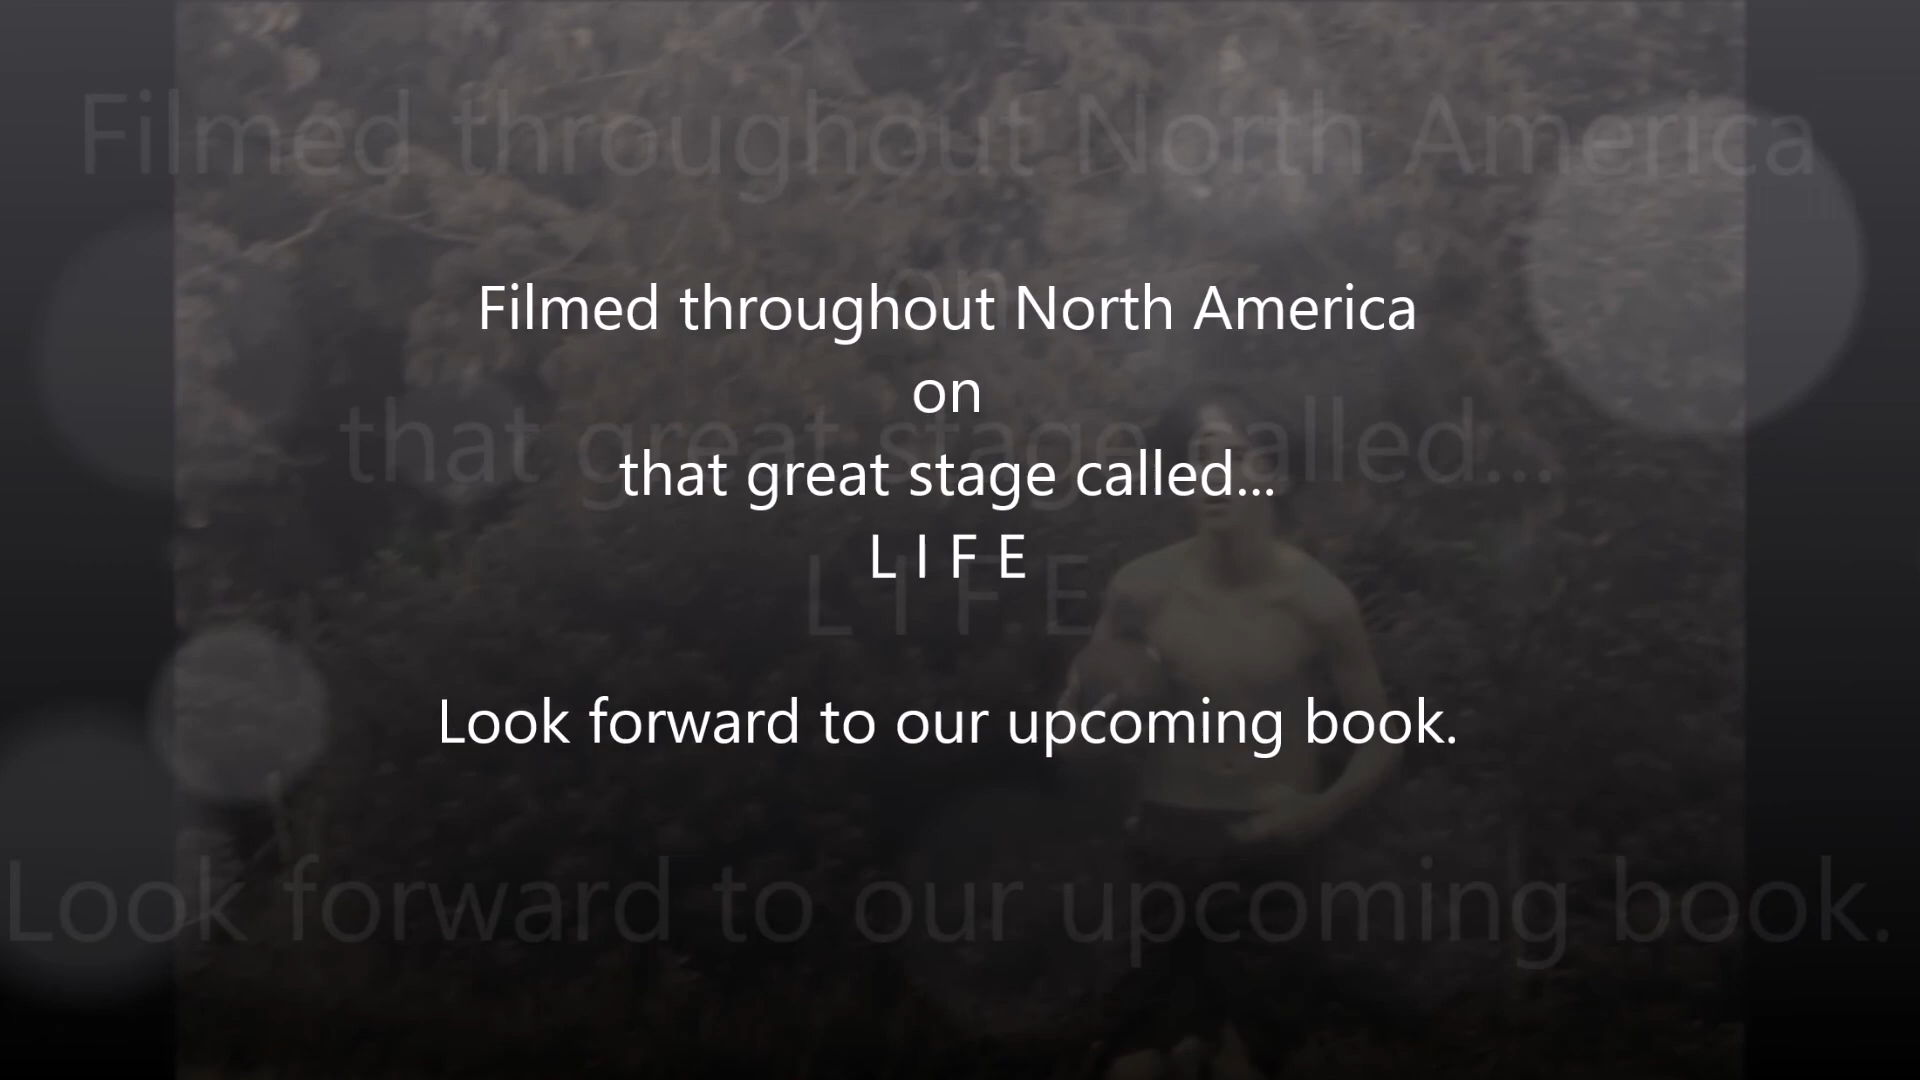 Filmed throughout North America
on
that great stage called...
L I F E
Look forward to our upcoming book.